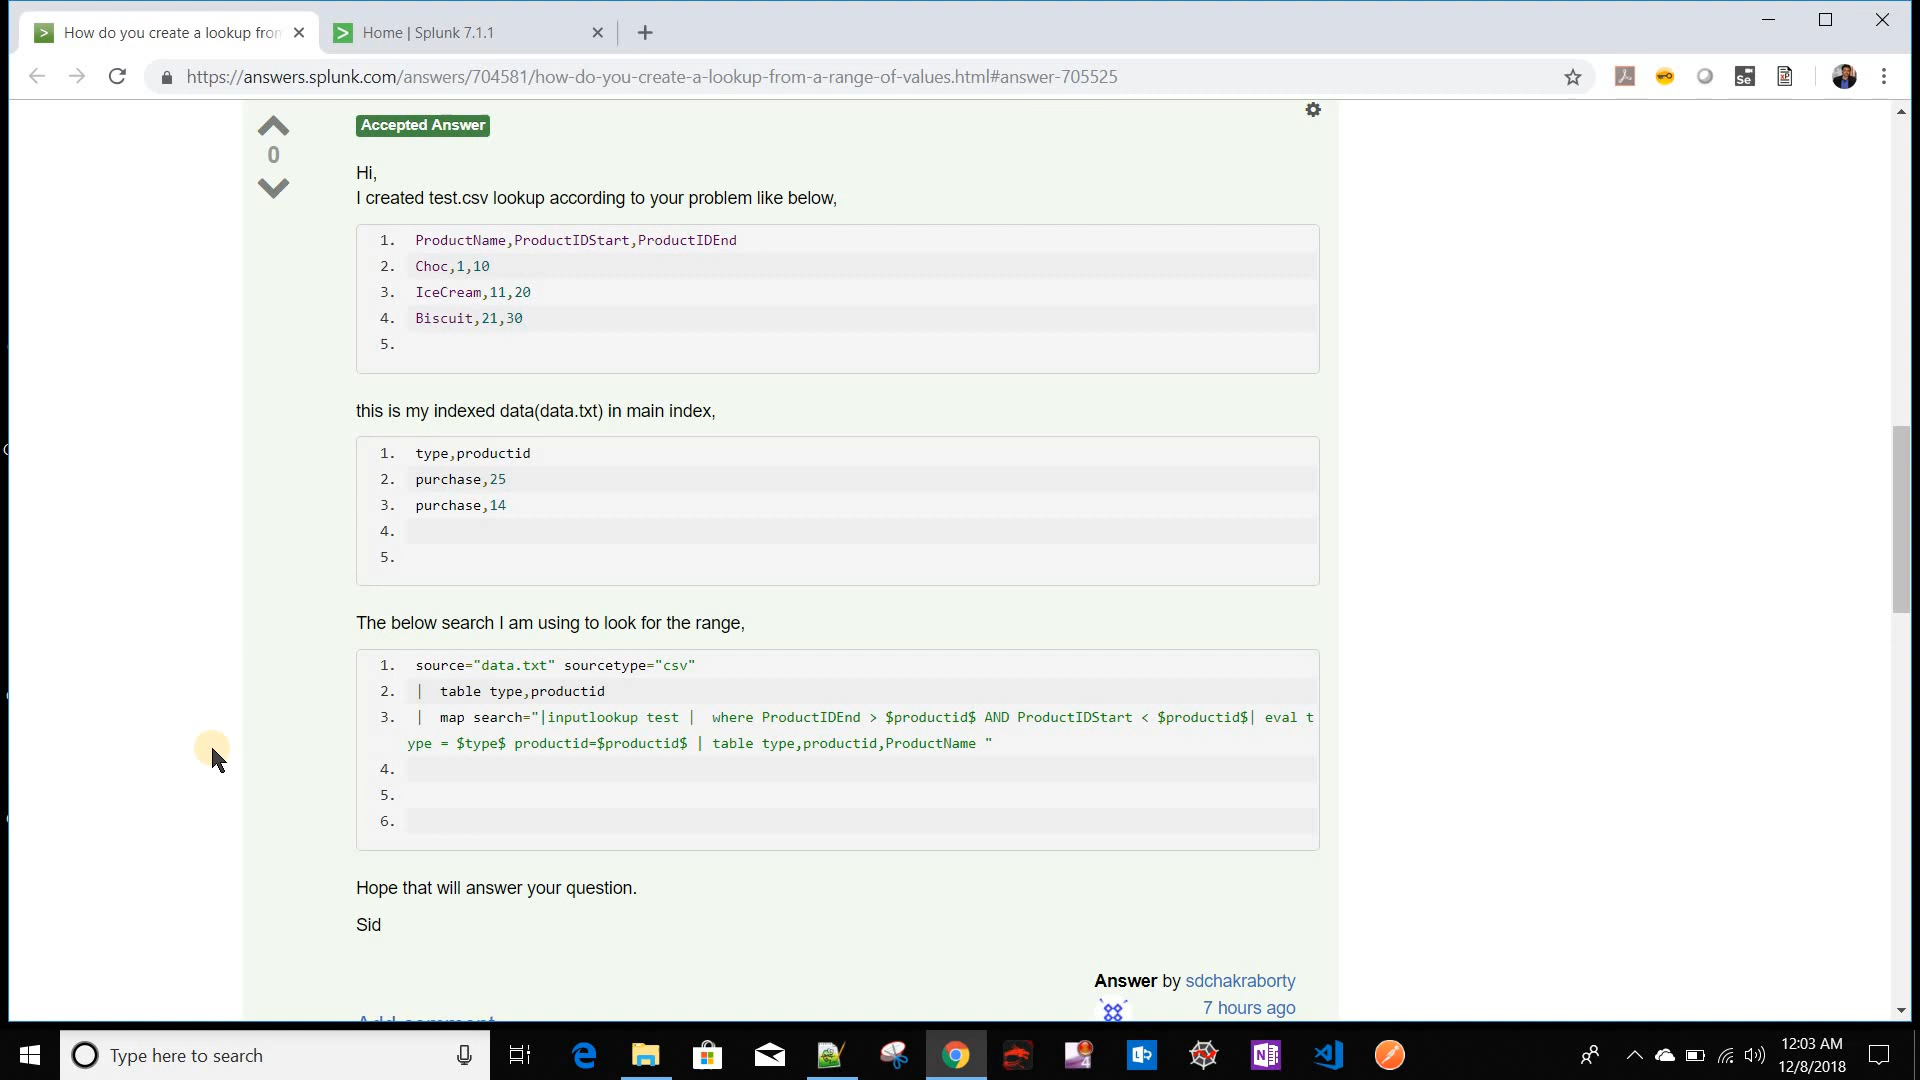 How do you create a lookup from
Home | Splunk 7.1.1
https://answers.splunk.com/answers/704581/how-do-you-create-a-lookup-from-a-range-of-values.html#answer-705525
Se
0
Accepted Answer
Hi,
I created test.csv lookup according to your problem like below,
1. ProductName,ProductIDStart,ProductIDEnd
2. Choc,1,10
3. IceCream,11,20
4. Biscuit,21,30
5.
this is my indexed data(data.txt) in main index,
1. type,productid
2. purchase,25
3. purchase,14
4.
5.
The below search I am using to look for the range,
1. source="data.txt" sourcetype="csv"
2. | table type,productid
3. | map search="|inputlookup test | where ProductIDEnd > $productid$ AND ProductIDStart < $productid$| eval t
ype = $type$ productid=$productid$ | table type,productid,ProductName "
4.
5.
6.
Hope that will answer your question.
Sid
Answer by sdchakraborty
7 hours ago
Add comment
Type here to search
12:03 AM
12/8/2018